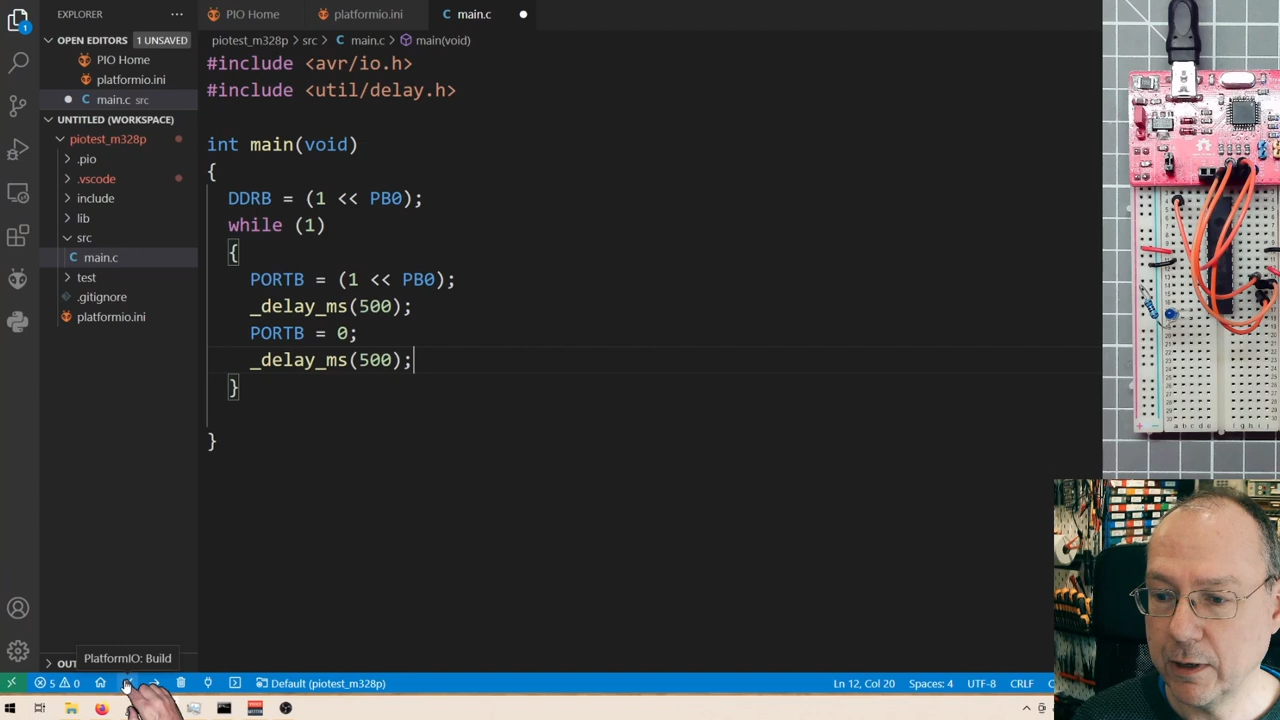 EXPLORER
PIO Home
platformio.ini
main.c
OPEN EDITORS
1 UNSAVED
PIO Home
platformio.ini
main.c src
UNTITLED (WORKSPACE)
piotest_m328p
.pio
.vscode
include
lib
src
main.c
test
.gitignore
platformio.ini
piotest_m328p > src > C main.c > main(void)
#include <avr/io.h>
#include <util/delay.h>
int main(void)
{
DDRB = (1 << PB0);
while (1)
{
PORTB = (1 << PB0);
_delay_ms(500);
PORTB = 0;
_delay_ms(500);
}
}
PlatformIO: Build
OUT
5 0
Default (piotest_m328p)
Ln 12, Col 20
Spaces: 4
UTF-8
CRLF
C